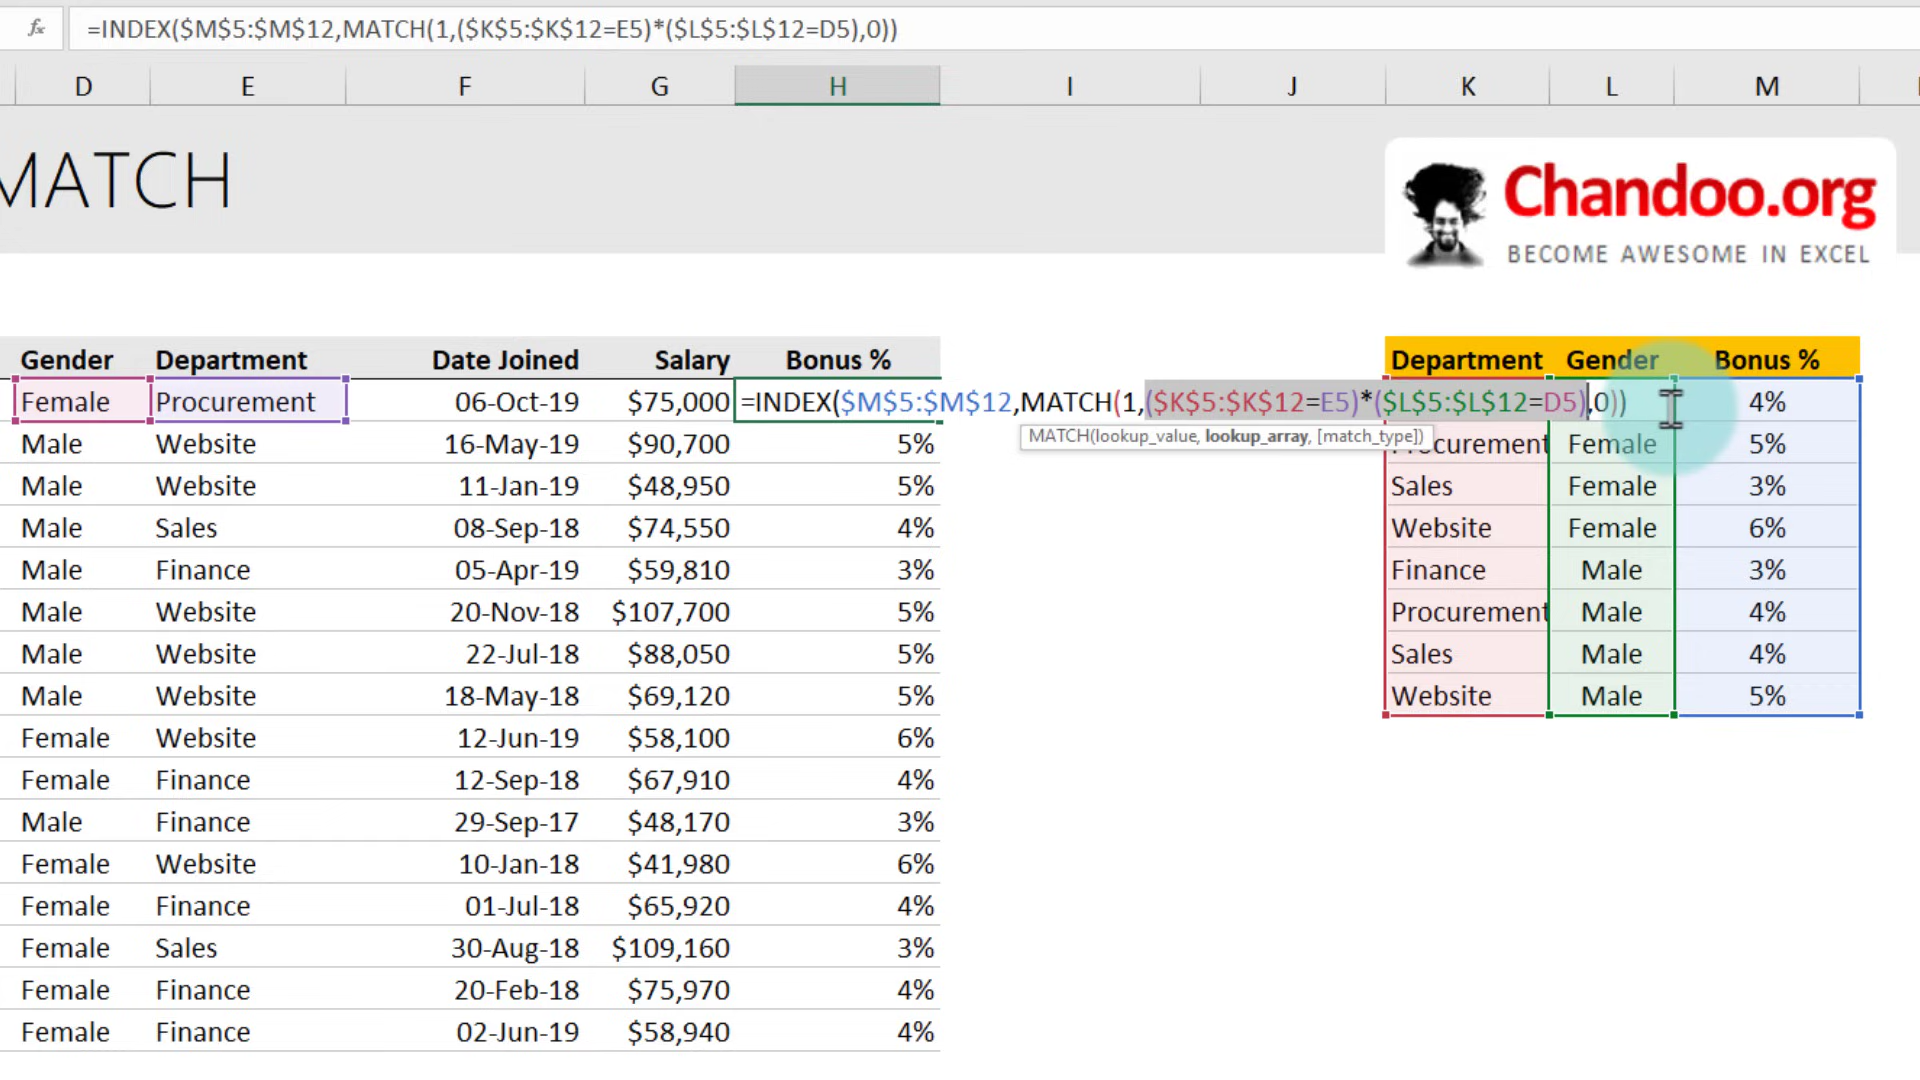 fx =INDEX($M$5:$M$12,MATCH(1,($K$5:$K$12=E5)*($L$5:$L$12=D5),0))
D E F G H I J K L M
MATCH
Chandoo.org
BECOME AWESOME IN EXCEL
Gender Department Date Joined Salary Bonus % Department Gender Bonus %
Female Procurement 06-Oct-19 $75,000 =INDEX($M$5:$M$12,MATCH(1,($K$5:$K$12=E5)*($L$5:$L$12=D5),0)) 4%
MATCH(lookup_value, lookup_array, [match_type])
Male Website 16-May-19 $90,700 5% Procurement Female 5%
Male Website 11-Jan-19 $48,950 5% Sales Female 3%
Male Sales 08-Sep-18 $74,550 4% Website Female 6%
Male Finance 05-Apr-19 $59,810 3% Finance Male 3%
Male Website 20-Nov-18 $107,700 5% Procurement Male 4%
Male Website 22-Jul-18 $88,050 5% Sales Male 4%
Male Website 18-May-18 $69,120 5% Website Male 5%
Female Website 12-Jun-19 $58,100 6%
Female Finance 12-Sep-18 $67,910 4%
Male Finance 29-Sep-17 $48,170 3%
Female Website 10-Jan-18 $41,980 6%
Female Finance 01-Jul-18 $65,920 4%
Female Sales 30-Aug-18 $109,160 3%
Female Finance 20-Feb-18 $75,970 4%
Female Finance 02-Jun-19 $58,940 4%